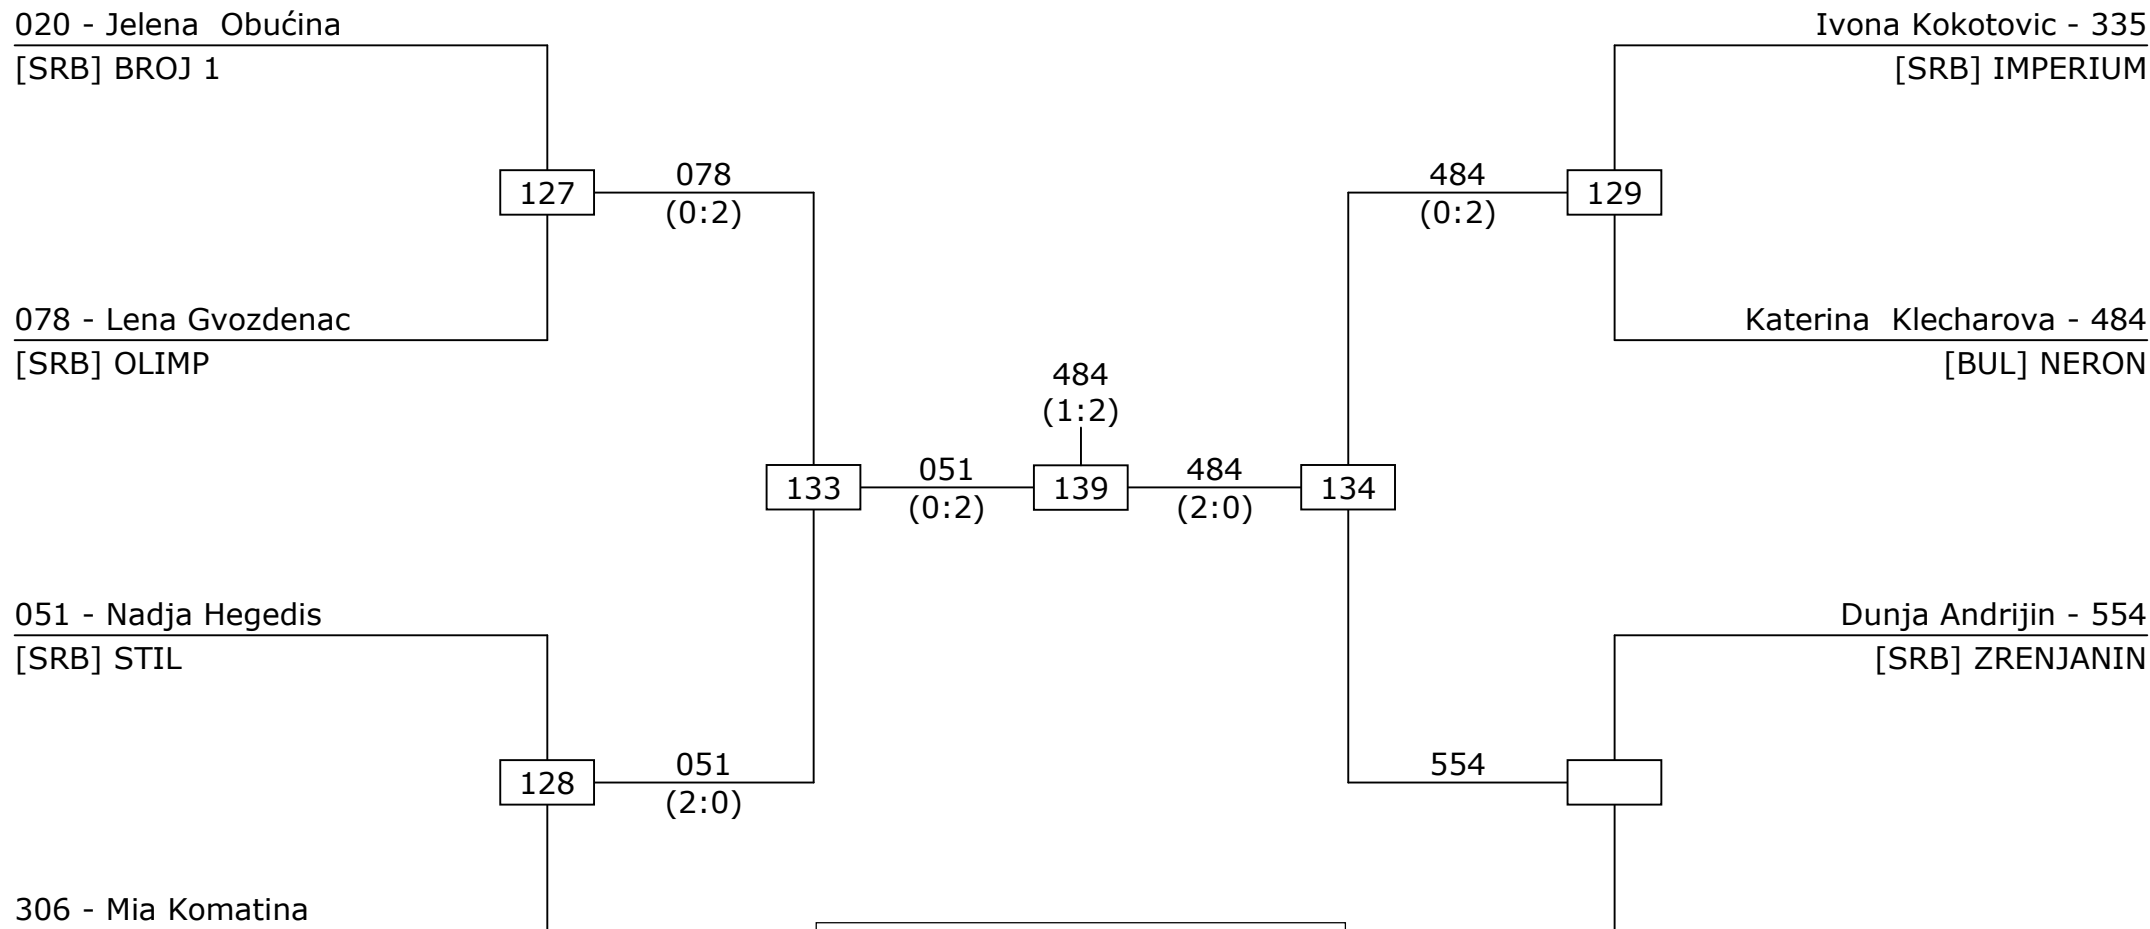 020 - Jelena  Obućina
[SRB] BROJ 1
Ivona Kokotovic - 335
[SRB] IMPERIUM
127
078
(0:2)
484
(0:2)
129
078 - Lena Gvozdenac
[SRB] OLIMP
Katerina  Klecharova - 484
[BUL] NERON
484
(1:2)
133
051
(0:2)
139
484
(2:0)
134
051 - Nadja Hegedis
[SRB] STIL
Dunja Andrijin - 554
[SRB] ZRENJANIN
128
051
(2:0)
554
306 - Mia Komatina